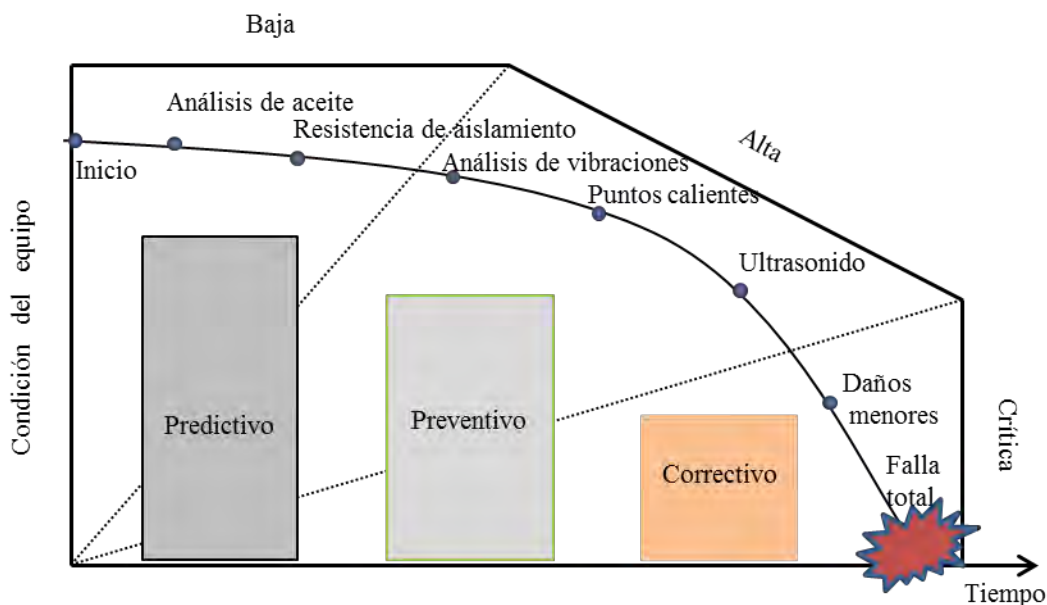 Baja
Análisis de aceite
Resistencia de aislamiento
Análisis de vibraciones
Alta
Puntos calientes
Inicio
Condición del equipo
Ultrasonido
Predictivo
Preventivo
Correctivo
Daños
menores
Crítica
Falla
total
Tiempo